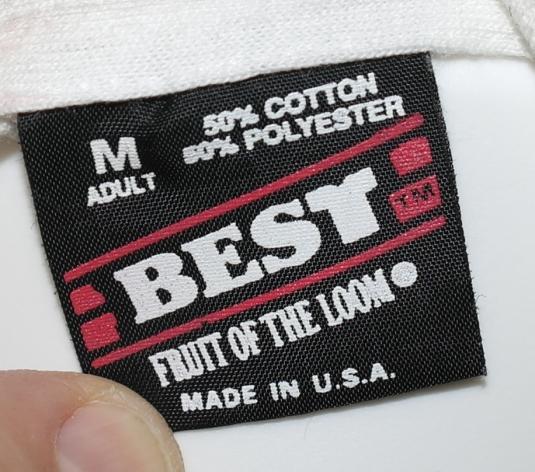 M
ADULT
50% COTTON
50% POLYESTER
BEST
TM
FRUIT OF THE LOOM®
MADE IN U.S.A.